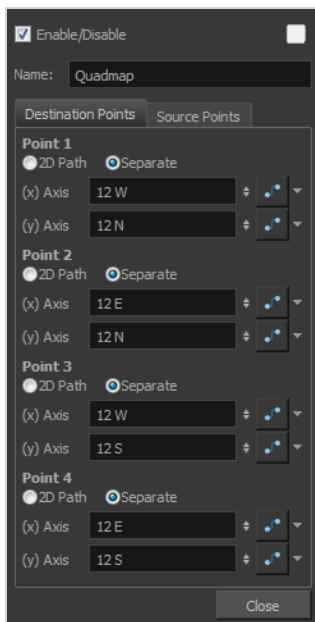 Enable/Disable
Name: Quadmap
Destination Points Source Points
Point 1
2D Path Separate
(x) Axis 12 W
(y) Axis 12 N
Point 2
2D Path Separate
(x) Axis 12 E
(y) Axis 12 N
Point 3
2D Path Separate
(x) Axis 12 W
(y) Axis 12 S
Point 4
2D Path Separate
(x) Axis 12 E
(y) Axis 12 S
Close